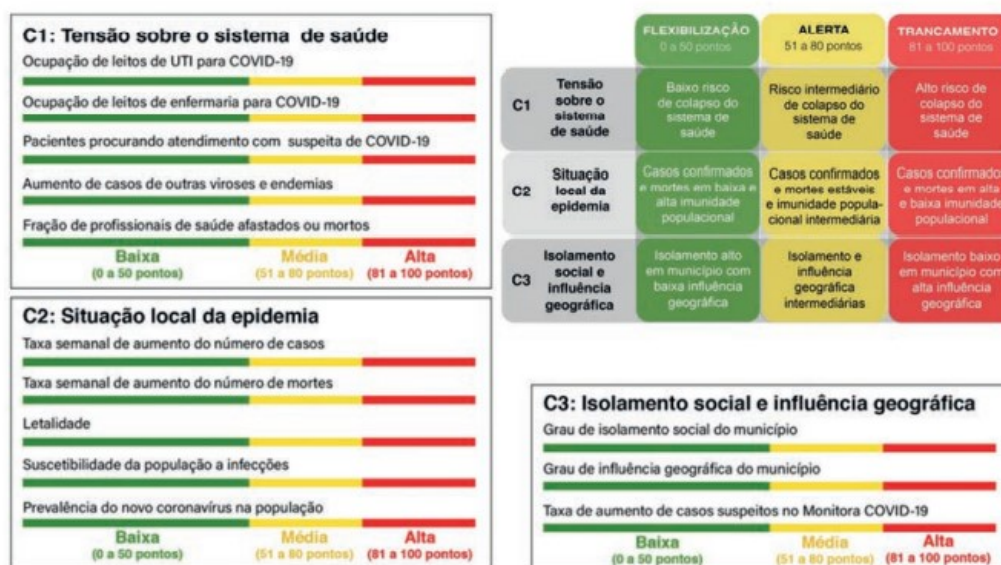 C1: Tensão sobre o sistema de saúde
Ocupação de leitos de UTI para COVID-19
Ocupação de leitos de enfermaria para COVID-19
Pacientes procurando atendimento com suspeita de COVID-19
Aumento de casos de outras viroses e endemias
Fração de profissionais de saúde afastados ou mortos
Baixa Média Alta
(0 a 50 pontos) (51 a 80 pontos) (81 a 100 pontos)
FLEXIBILIZAÇÃO ALERTA TRANCAMENTO
0 a 50 pontos 51 a 80 pontos 81 a 100 pontos
C1
Tensão
sobre o
sistema
de saúde
Baixo risco
de colapso do
sistema de
saúde
Risco intermediário
de colapso do
sistema de
saúde
Alto risco de
colapso do
sistema de
saúde
C2
Situação
local da
epidemia
Casos confirmados
e mortes em baixa e
alta imunidade
populacional
Casos confirmados
e mortes estáveis
e imunidade popula-
cional intermediária
Casos confirmados
e mortes em alta
e baixa imunidade
populacional
C3
Isolamento
social e
influência
geográfica
Isolamento alto
em município com
baixa influência
geográfica
Isolamento e
influência
geográfica
intermediárias
Isolamento baixo
em município com
alta influência
geográfica
C2: Situação local da epidemia
Taxa semanal de aumento do número de casos
Taxa semanal de aumento do número de mortes
Letalidade
Suscetibilidade da população a infecções
Prevalência do novo coronavírus na população
Baixa Média Alta
(0 a 50 pontos) (51 a 80 pontos) (81 a 100 pontos)
C3: Isolamento social e influência geográfica
Grau de isolamento social do município
Grau de influência geográfica do município
Taxa de aumento de casos suspeitos no Monitora COVID-19
Baixa Média Alta
(0 a 50 pontos) (51 a 80 pontos) (81 a 100 pontos)